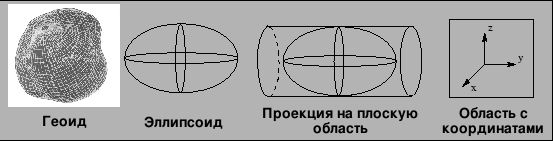 z
y
x
Геоид
Эллипсоид
Проекция на плоскую
область
Область с
координатами